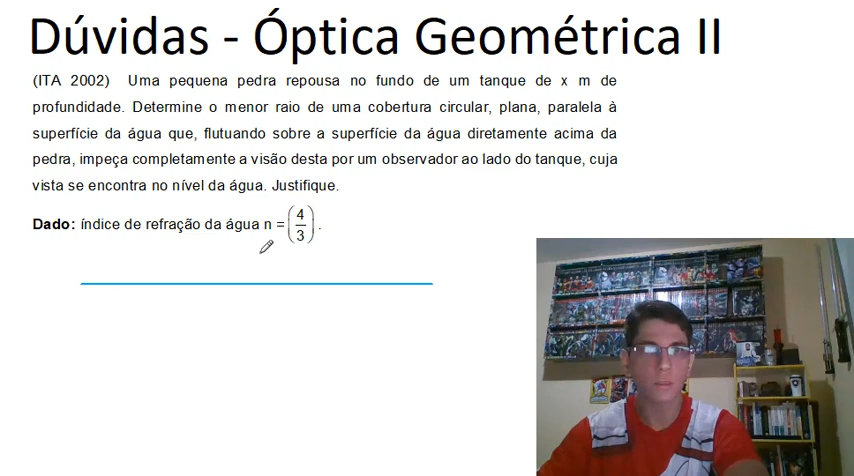 Dúvidas - Óptica Geométrica II
(ITA 2002) Uma pequena pedra repousa no fundo de um tanque de x m de
profundidade. Determine o menor raio de uma cobertura circular, plana, paralela à
superfície da água que, flutuando sobre a superfície da água diretamente acima da
pedra, impeça completamente a visão desta por um observador ao lado do tanque, cuja
vista se encontra no nível da água. Justifique.
Dado: índice de refração da água n = (4/3).